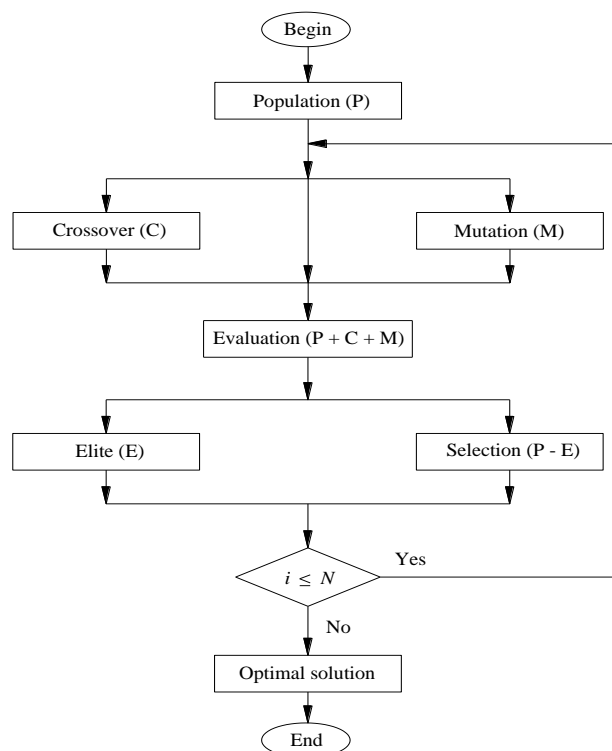 Begin
Population (P)
Crossover (C)
Mutation (M)
Evaluation (P + C + M)
Elite (E)
Selection (P - E)
Yes
i ≤ N
No
Optimal solution
End